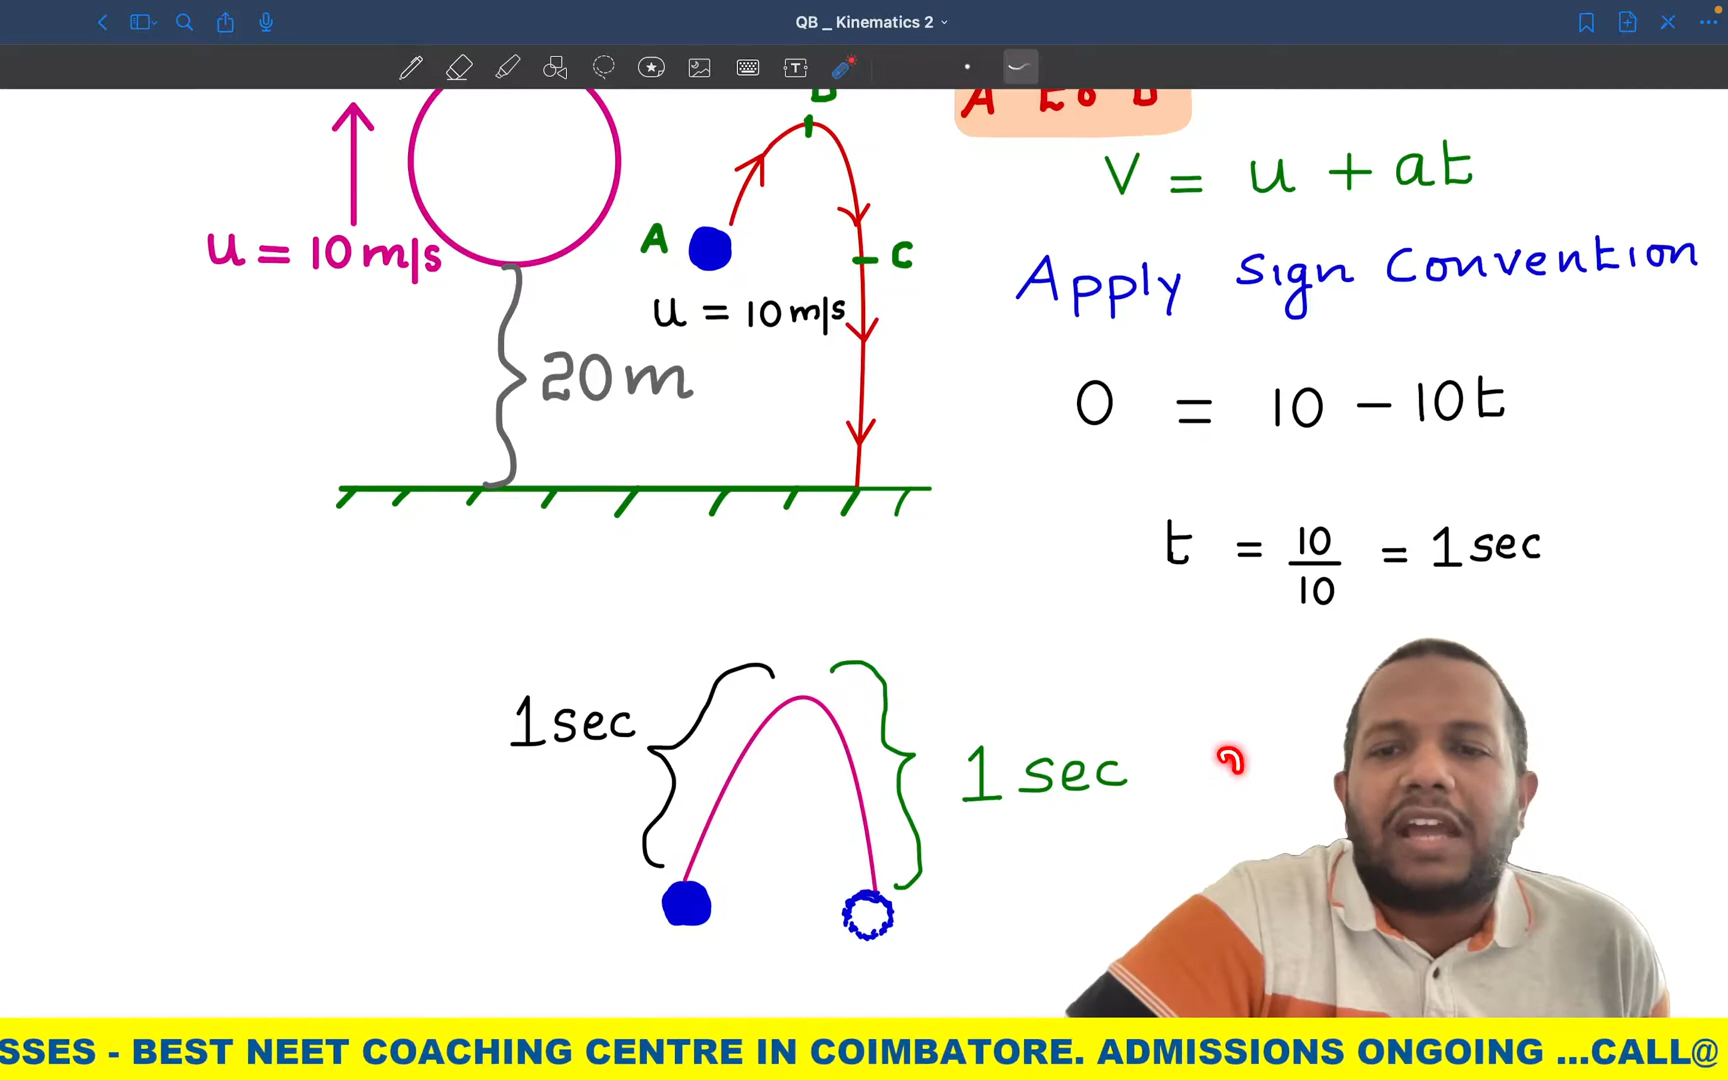 QB _ Kinematics 2
A to B
V = u + at
u = 10 m/s
A
C
u = 10 m/s
Apply Sign Convention
20 m
0 = 10 - 10t
t = 10/10 = 1 sec
1 sec
1 sec
SSES - BEST NEET COACHING CENTRE IN COIMBATORE. ADMISSIONS ONGOING ...CALL@